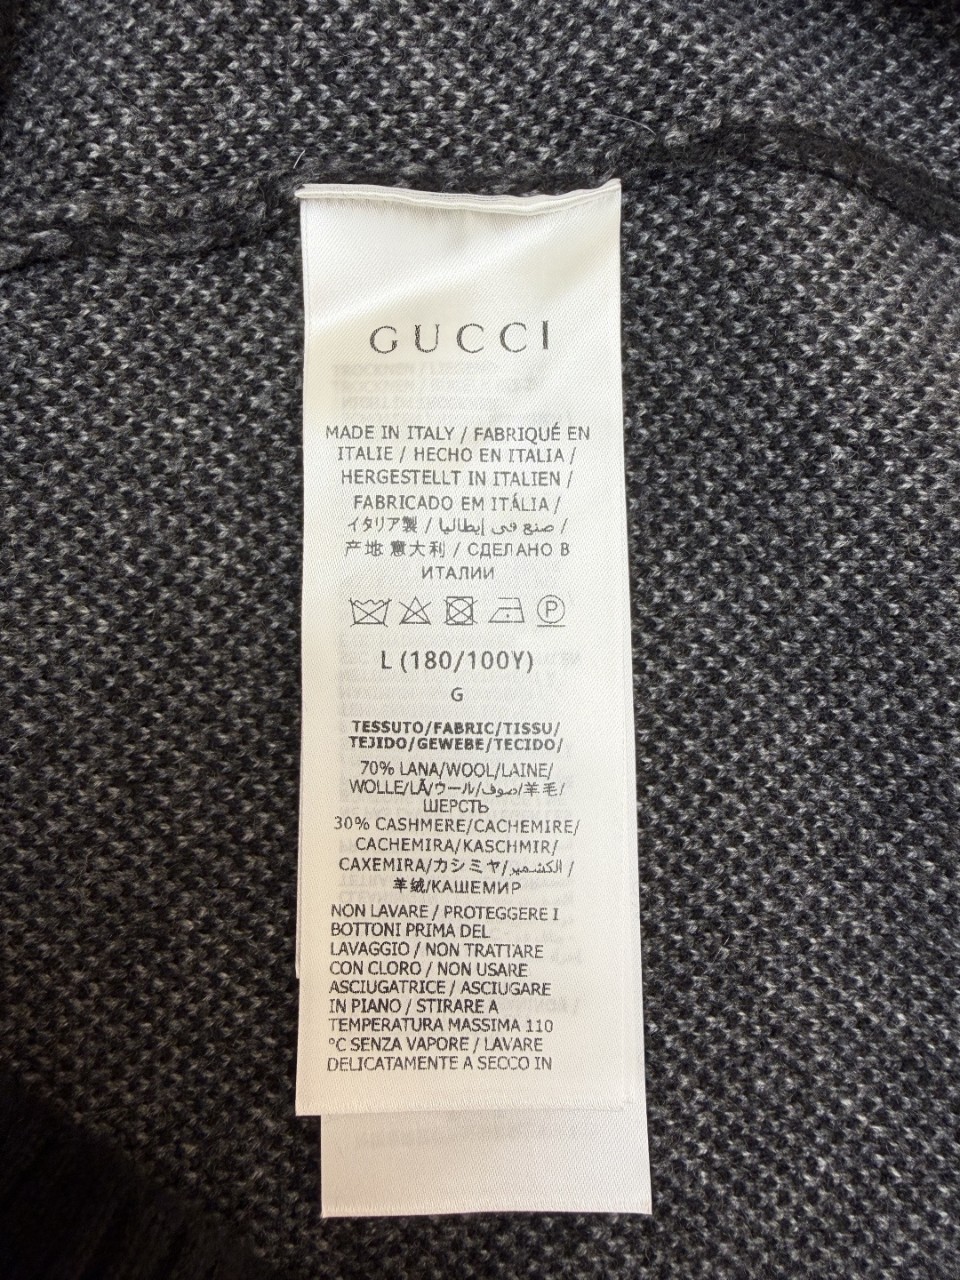 GUCCI
MADE IN ITALY / FABRIQUÉ EN
ITALIE / HECHO EN ITALIA /
HERGESTELLT IN ITALIEN /
FABRICADO EM ITÁLIA /
イタリア製 / صنع في إيطاليا /
产地 意大利 / СДЕЛАНО В
ИТАЛИИ
P
L (180/100Y)
G
TESSUTO/FABRIC/TISSU/
TEJIDO/GEWEBE/TECIDO/
70% LANA/WOOL/LAINE/
WOLLE/LÃ/ウール/صوف/羊毛/
ШЕРСТЬ
30% CASHMERE/CACHEMIRE/
CACHEMIRA/KASCHMIR/
CAXEMIRA/カシミヤ/الكشمير/
羊绒/КАШЕМИР
NON LAVARE / PROTEGGERE I
BOTTONI PRIMA DEL
LAVAGGIO / NON TRATTARE
CON CLORO / NON USARE
ASCIUGATRICE / ASCIUGARE
IN PIANO / STIRARE A
TEMPERATURA MASSIMA 110
°C SENZA VAPORE / LAVARE
DELICATAMENTE A SECCO IN